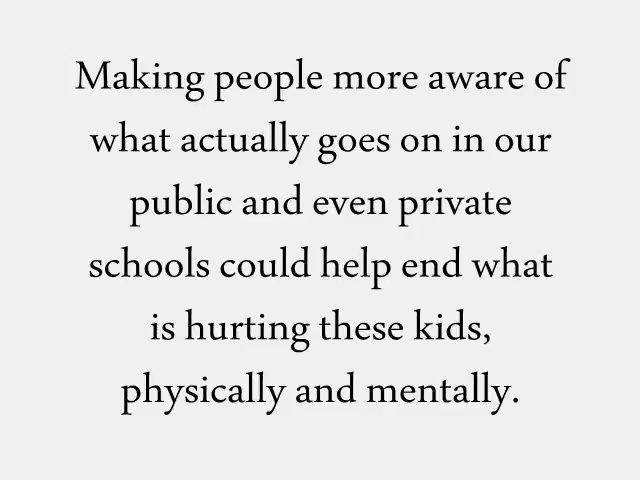 Making people more aware of
what actually goes on in our
public and even private
schools could help end what
is hurting these kids,
physically and mentally.